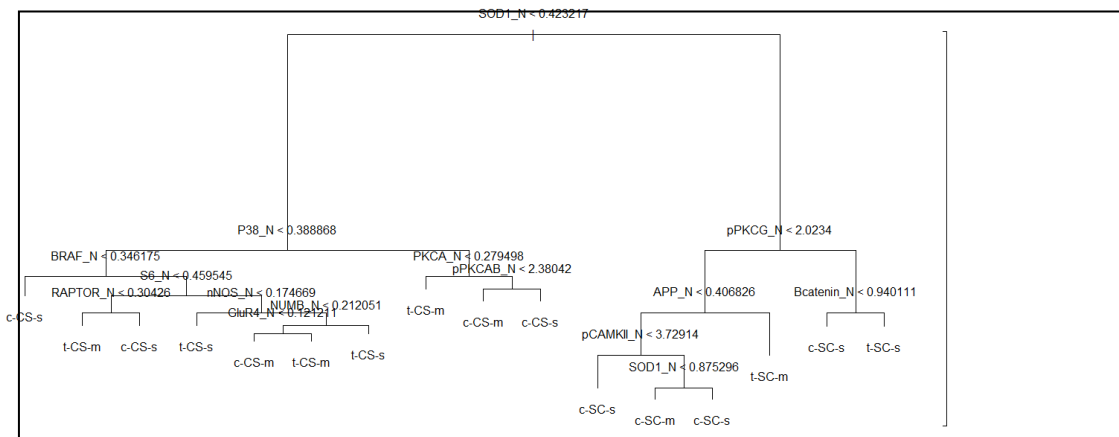 SOD1_N < 0.423217
P38_N < 0.388868
pPKCG_N < 2.0234
BRAF_N < 0.346175
PKCA_N < 0.279498
S6_N < 0.459545
pPKCAB_N < 2.38042
RAPTOR_N < 0.30426
nNOS_N < 0.174669
APP_N < 0.406826
Bcatenin_N < 0.940111
NUMB_N < 0.212051
GluR4_N < 0.121211
c-CS-s
t-CS-m
c-CS-m
c-CS-s
pCAMKII_N < 3.72914
t-CS-m
c-CS-s
t-CS-s
c-SC-s
t-SC-s
c-CS-m
t-CS-m
t-CS-s
SOD1_N < 0.875296
t-SC-m
c-SC-s
c-SC-m
c-SC-s